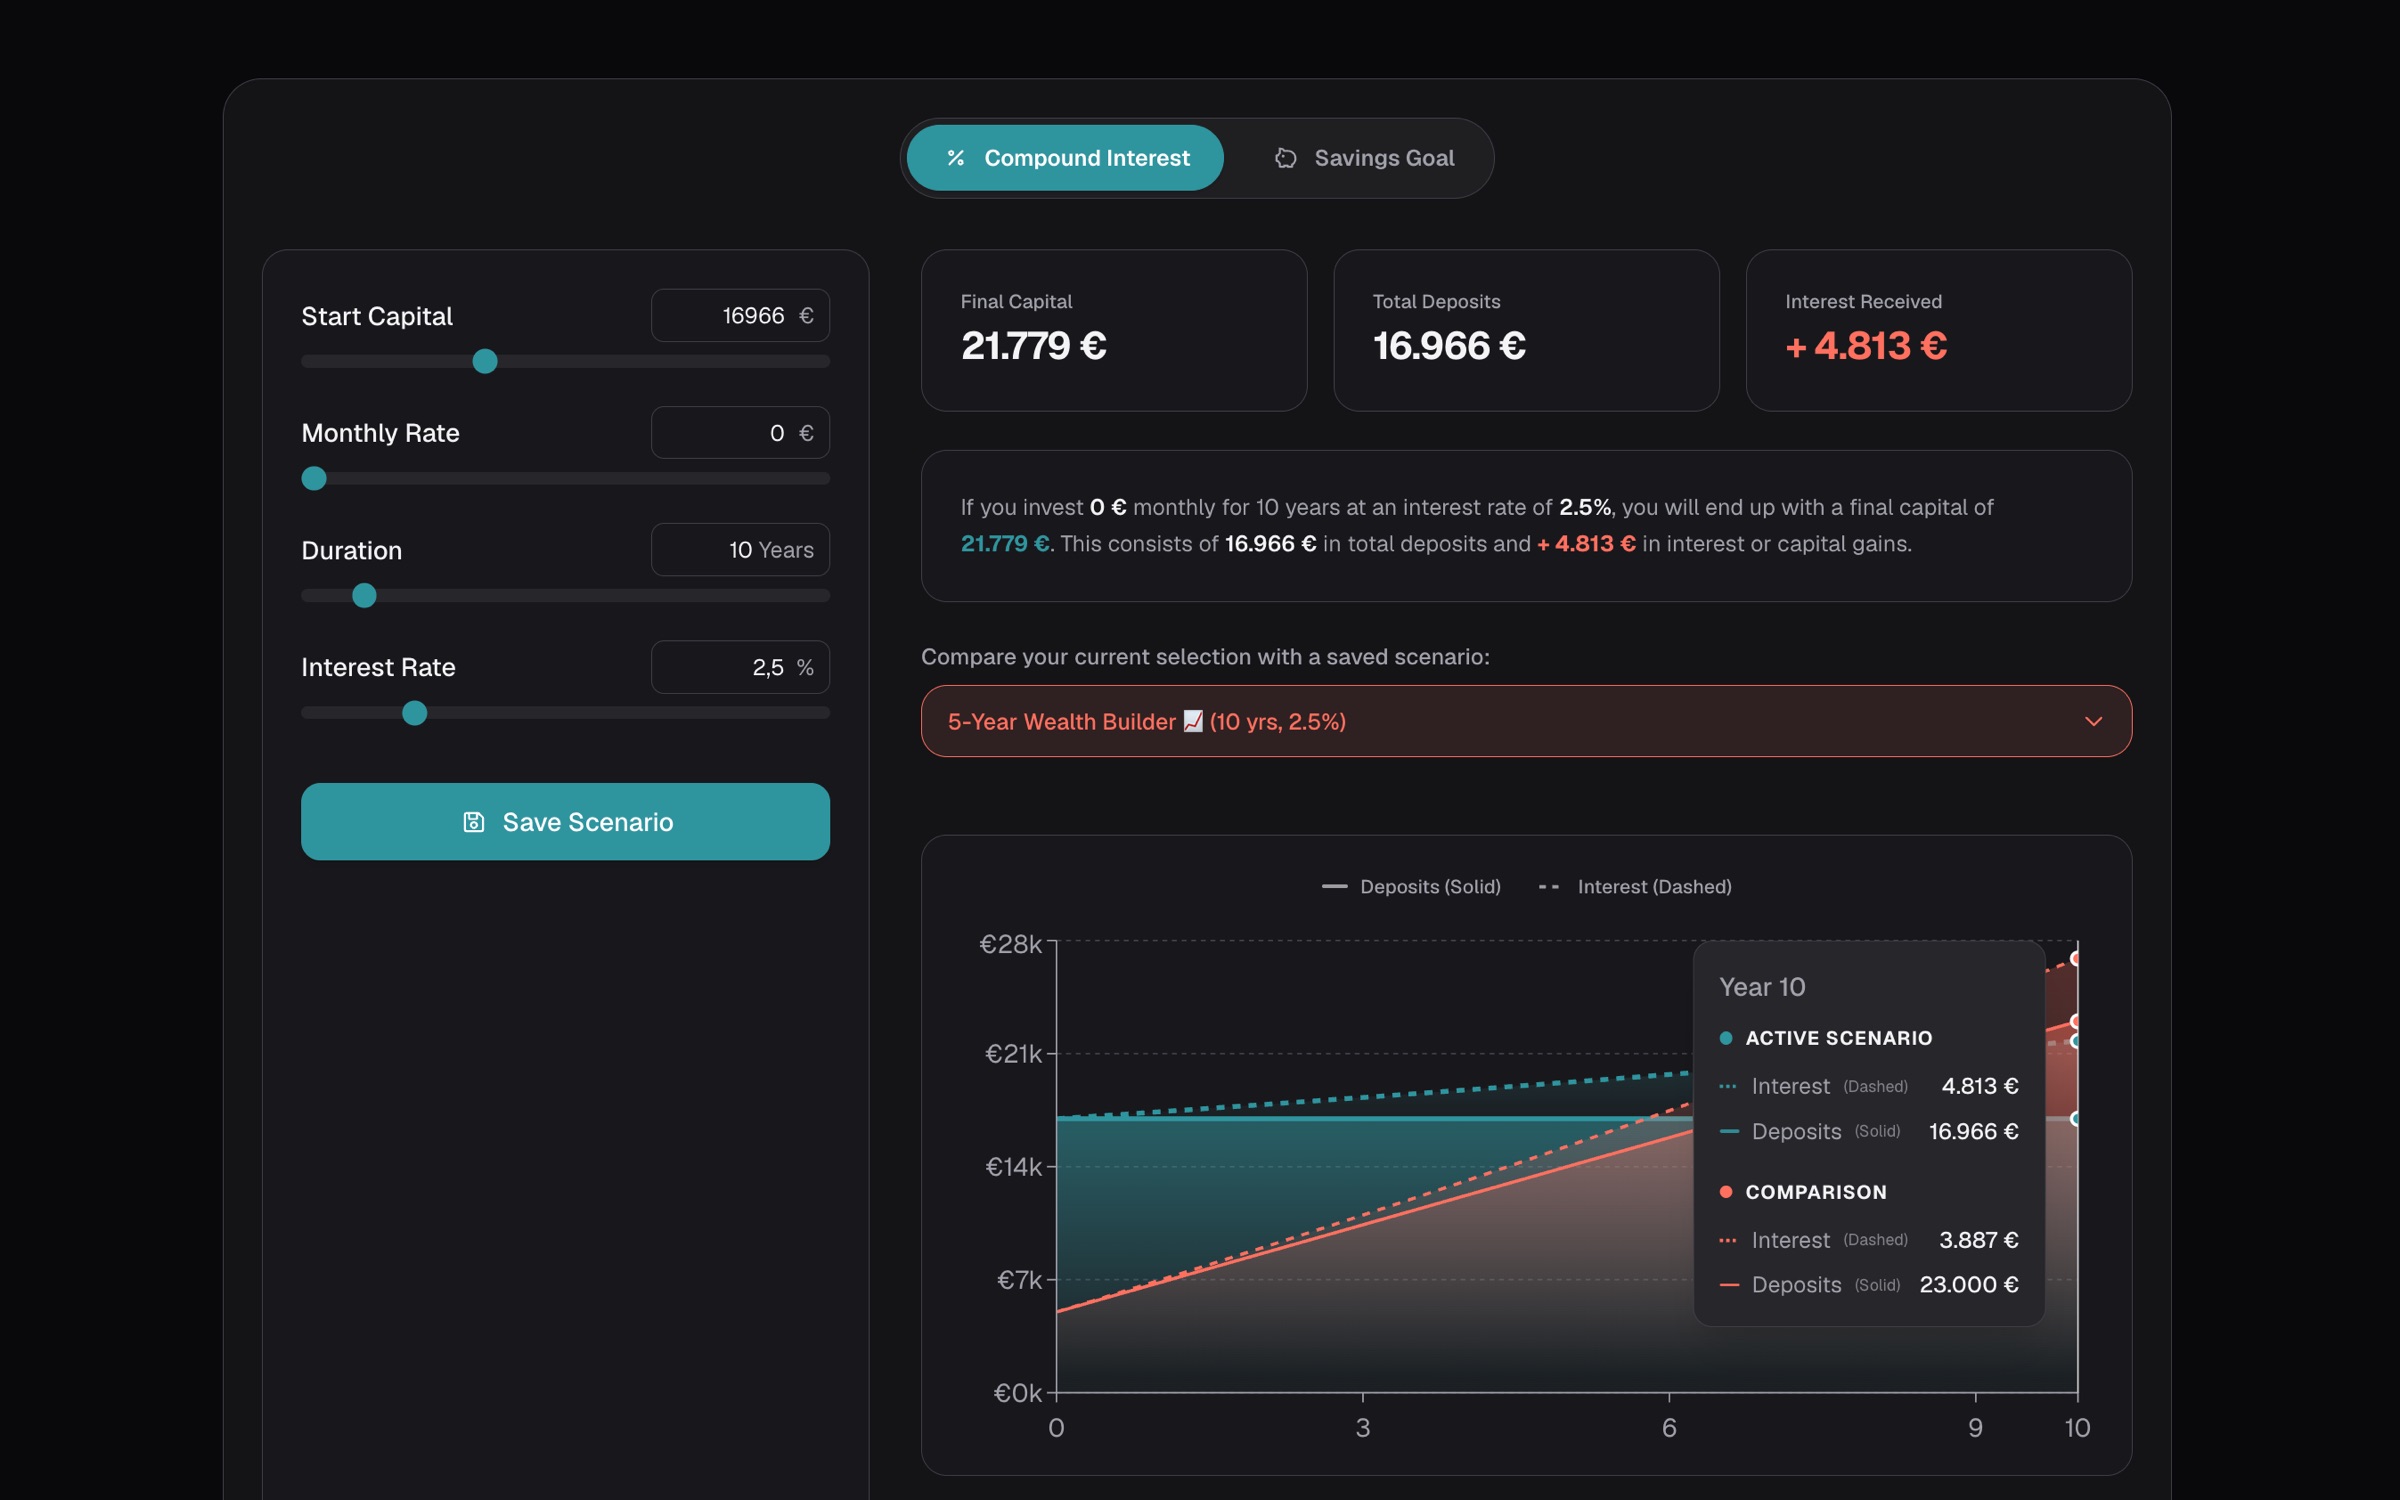 Compound Interest
Savings Goal
Start Capital
16966 €
Monthly Rate
0 €
Duration
10 Years
Interest Rate
2,5 %
Save Scenario
Final Capital
21.779 €
Total Deposits
16.966 €
Interest Received
+ 4.813 €
If you invest 0 € monthly for 10 years at an interest rate of 2.5%, you will end up with a final capital of
21.779 €. This consists of 16.966 € in total deposits and + 4.813 € in interest or capital gains.
Compare your current selection with a saved scenario:
5-Year Wealth Builder 📈 (10 yrs, 2.5%)
Deposits (Solid)
Interest (Dashed)
€28k
€21k
€14k
€7k
€0k
0
3
6
9
10
Year 10
ACTIVE SCENARIO
Interest (Dashed) 4.813 €
Deposits (Solid) 16.966 €
COMPARISON
Interest (Dashed) 3.887 €
Deposits (Solid) 23.000 €